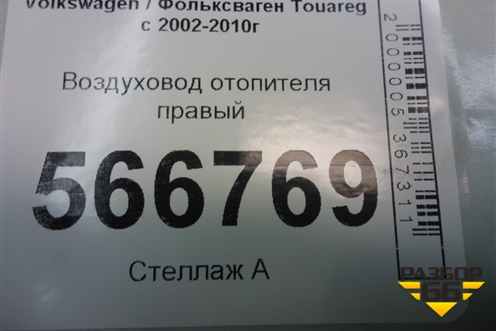 Volkswagen / Фольксваген Touareg
с 2002-2010г
Воздуховод отопителя
правый
566769
Стеллаж А
2000005367311
РАЗБОР
66